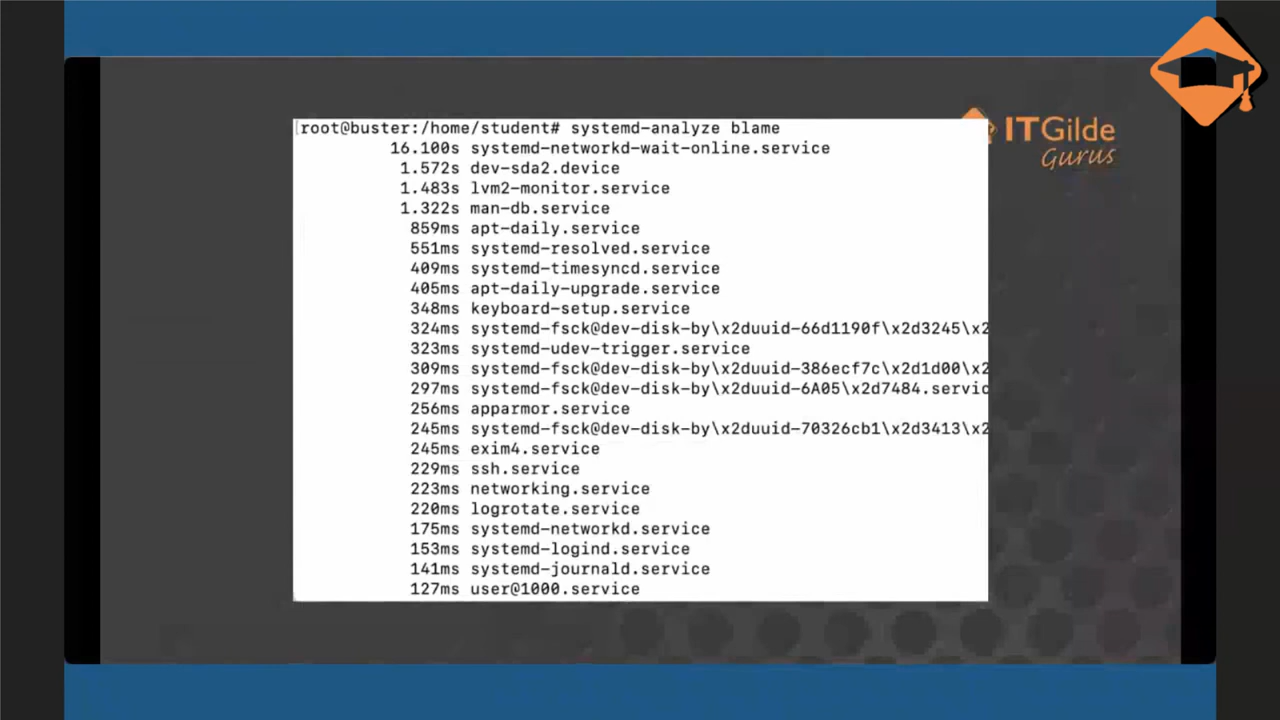 ITGilde
Gurus
[root@buster:/home/student# systemd-analyze blame
16.100s systemd-networkd-wait-online.service
1.572s dev-sda2.device
1.483s lvm2-monitor.service
1.322s man-db.service
859ms apt-daily.service
551ms systemd-resolved.service
409ms systemd-timesyncd.service
405ms apt-daily-upgrade.service
348ms keyboard-setup.service
324ms systemd-fsck@dev-disk-by\x2duuid-66d1190f\x2d3245\x2
323ms systemd-udev-trigger.service
309ms systemd-fsck@dev-disk-by\x2duuid-386ecf7c\x2d1d00\x2
297ms systemd-fsck@dev-disk-by\x2duuid-6A05\x2d7484.servic
256ms apparmor.service
245ms systemd-fsck@dev-disk-by\x2duuid-70326cb1\x2d3413\x2
245ms exim4.service
229ms ssh.service
223ms networking.service
220ms logrotate.service
175ms systemd-networkd.service
153ms systemd-logind.service
141ms systemd-journald.service
127ms user@1000.service